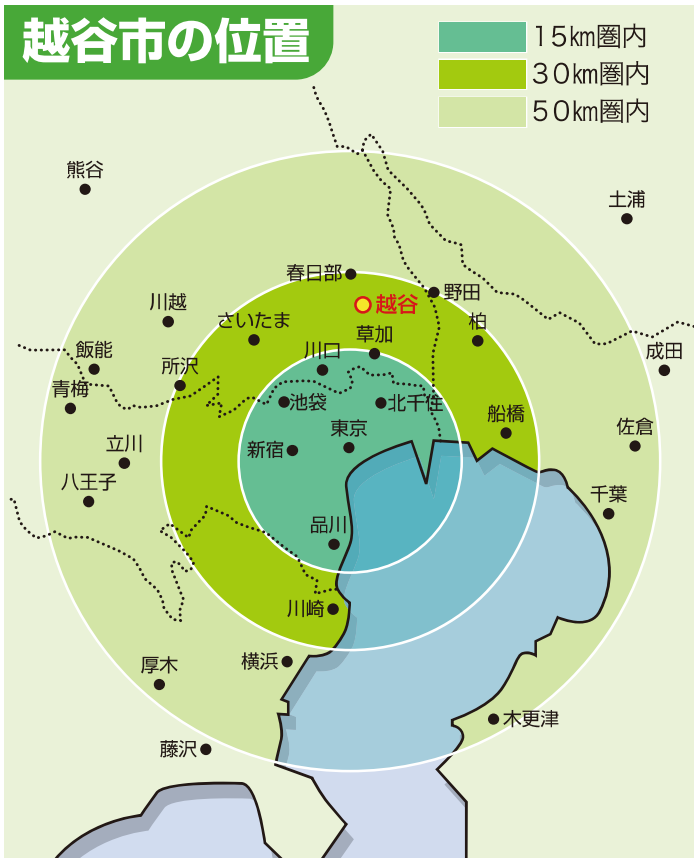 越谷市の位置
15km圏内
30km圏内
50km圏内
熊谷
土浦
春日部
野田
川越
越谷
さいたま
草加
柏
川口
飯能
所沢
成田
青梅
池袋
北千住
船橋
佐倉
東京
新宿
立川
八王子
千葉
品川
川崎
横浜
厚木
木更津
藤沢